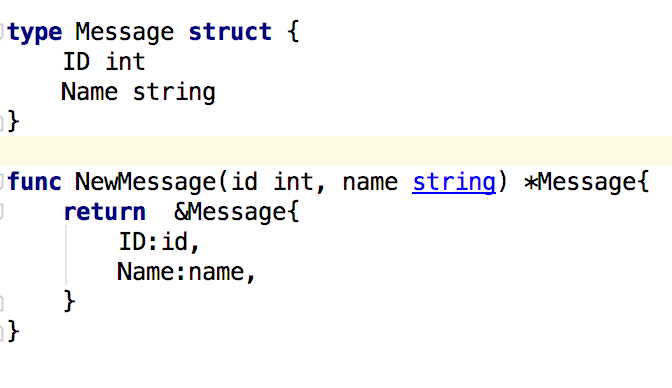 type Message struct {
    ID int
    Name string
}
func NewMessage(id int, name string) *Message{
    return  &Message{
        ID:id,
        Name:name,
    }
}